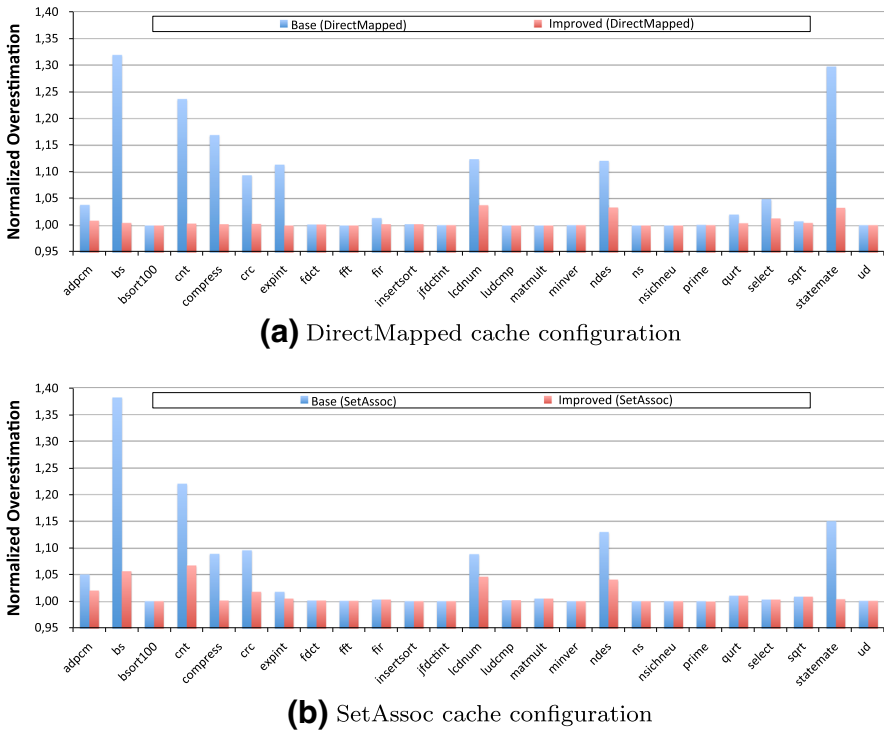 1,40
1,35
1,30
1,25
1,20
1,15
1,10
1,05
1,00
0,95
Normalized Overestimation
Base (DirectMapped) Improved (DirectMapped)
adpcm bs bsort100 cnt compress crc expint fdct fft fir insertsort jfdctint lcdnum ludcmp matmult minver ndes ns nsichneu prime qurt select sqrt statemate ud
(a) DirectMapped cache configuration
1,40
1,35
1,30
1,25
1,20
1,15
1,10
1,05
1,00
0,95
Normalized Overestimation
Base (SetAssoc) Improved (SetAssoc)
adpcm bs bsort100 cnt compress crc expint fdct fft fir insertsort jfdctint lcdnum ludcmp matmult minver ndes ns nsichneu prime qurt select sqrt statemate ud
(b) SetAssoc cache configuration